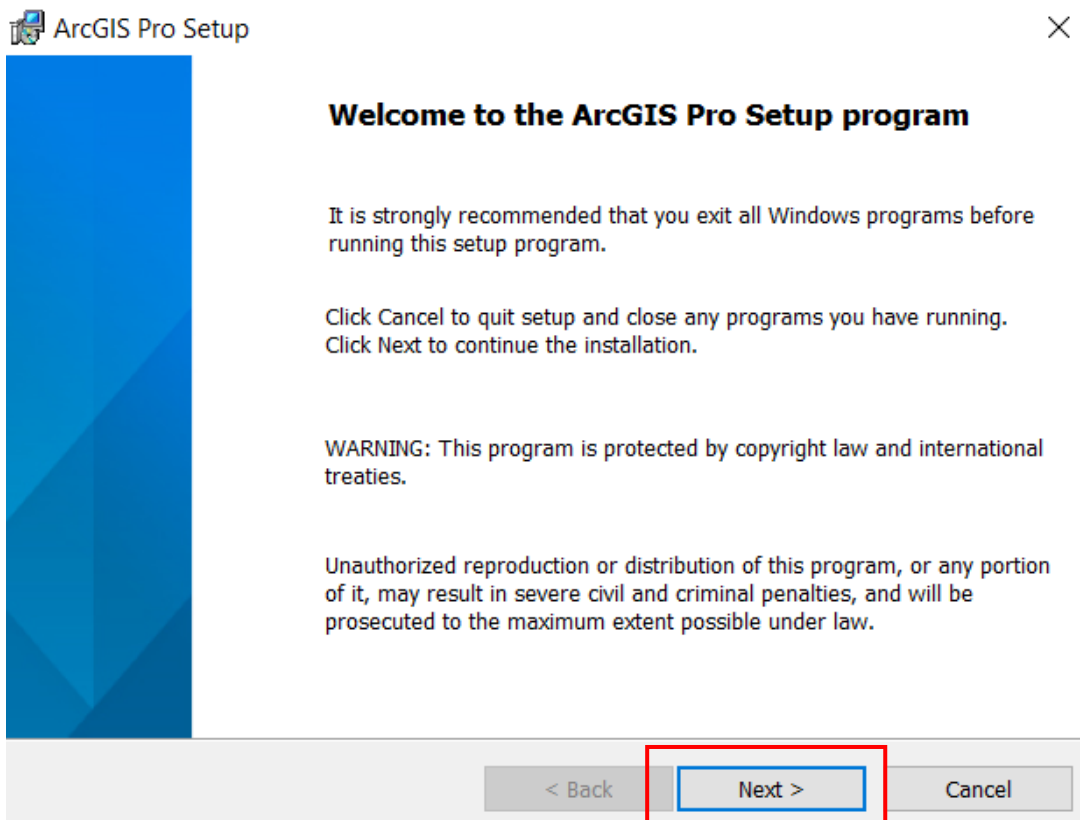 ArcGIS Pro Setup
Welcome to the ArcGIS Pro Setup program
It is strongly recommended that you exit all Windows programs before
running this setup program.
Click Cancel to quit setup and close any programs you have running.
Click Next to continue the installation.
WARNING: This program is protected by copyright law and international
treaties.
Unauthorized reproduction or distribution of this program, or any portion
of it, may result in severe civil and criminal penalties, and will be
prosecuted to the maximum extent possible under law.
< Back Next > Cancel